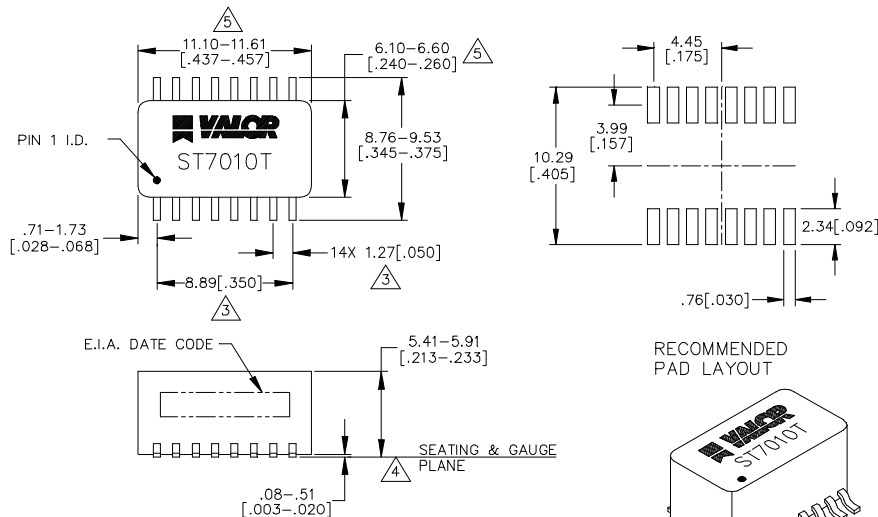 5
11.10–11.61
[.437–.457]
6.10–6.60
[.240–.260]
5
4.45
[.175]
PIN 1 I.D.
VALOR
ST7010T
8.76–9.53
[.345–.375]
3.99
[.157]
10.29
[.405]
.71–1.73
[.028–.068]
14X 1.27[.050]
3
8.89[.350]
3
2.34[.092]
.76[.030]
E.I.A. DATE CODE
5.41–5.91
[.213–.233]
RECOMMENDED
PAD LAYOUT
4
SEATING & GAUGE
PLANE
.08–.51
[.003–.020]
VALOR
ST7010T